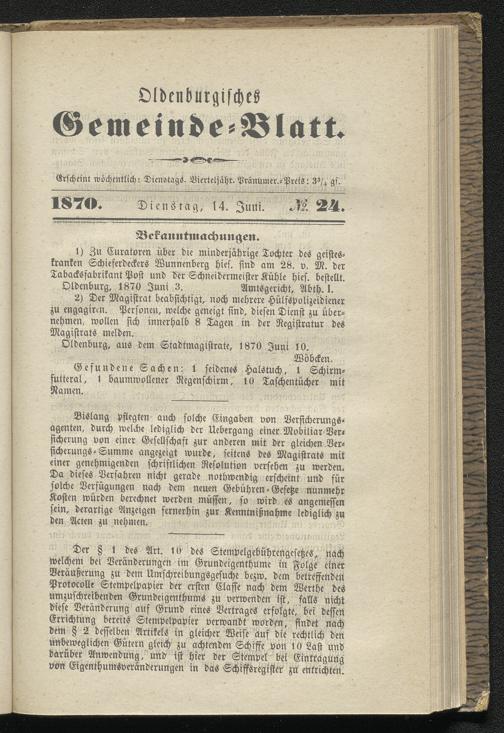 Oldenburgisches
Gemeinde-Blatt.
Erscheint wöchentlich: Dienstags. Vierteljähr. Pränumer.-Preis: 3¾ gſ.
1870. Dienstag, 14. Juni. № 24.
Bekanntmachungen.
1) Zu Curatoren über die minderjährige Tochter des geistes-
kranken Schieferdeckers Wunnenberg hies. sind am 28. v. M. der
Tabacksfabrikant Post und der Schneidermeister Kühle hies. bestellt.
Oldenburg, 1870 Juni 3. Amtsgericht, Abth. I.
2) Der Magistrat beabsichtigt, noch mehrere Hülfspolizeidiener
zu engagiren. Personen, welche geneigt sind, diesen Dienst zu über-
nehmen, wollen sich innerhalb 8 Tagen in der Registratur des
Magistrats melden.
Oldenburg, aus dem Stadtmagistrate, 1870 Juni 10.
Wöbcken.
Gefundene Sachen: 1 seidenes Halstuch, 1 Schirm-
futteral, 1 baumwollener Regenschirm, 10 Taschentücher mit
Namen.
Bislang pflegten auch solche Eingaben von Versicherungs-
agenten, durch welche lediglich der Uebergang einer Mobiliar-Ver-
sicherung von einer Gesellschaft zur anderen mit der gleichen Ver-
sicherungs-Summe angezeigt wurde, seitens des Magistrats mit
einer genehmigenden schriftlichen Resolution versehen zu werden.
Da dieses Verfahren nicht gerade nothwendig erscheint und für
solche Verfügungen nach dem neuen Gebühren-Gesetze nunmehr
Kosten würden berechnet werden müssen, so wird es angemessen
sein, derartige Anzeigen fernerhin zur Kenntnißnahme lediglich zu
den Acten zu nehmen.
Der § 1 des Art. 10 des Stempelgebührengesetzes, nach
welchem bei Veränderungen im Grundeigenthume in Folge einer
Veräußerung zu dem Umschreibungsgesuche bezw. dem betreffenden
Protocolle Stempelpapier der ersten Classe nach dem Werthe des
umzuschreibenden Grundeigenthums zu verwenden ist, falls nicht
diese Veränderung auf Grund eines Vertrages erfolgte, bei dessen
Errichtung bereits Stempelpapier verwandt worden, findet nach
dem § 2 desselben Artikels in gleicher Weise auf die rechtlich den
unbeweglichen Gütern gleich zu achtenden Schiffe von 10 Last und
darüber Anwendung, und ist hier der Stempel bei Eintragung
von Eigenthumsveränderungen in das Schiffsregister zu entrichten.